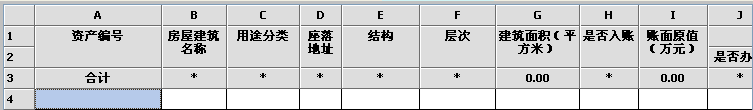 A B C D E F G H I J
1 资产编号 房屋建筑名称 用途分类 座落地址 结构 层次 建筑面积（平方米） 是否入账 账面原值（万元）
2 是否办
3 合计 * * * * * 0.00 * 0.00 *
4